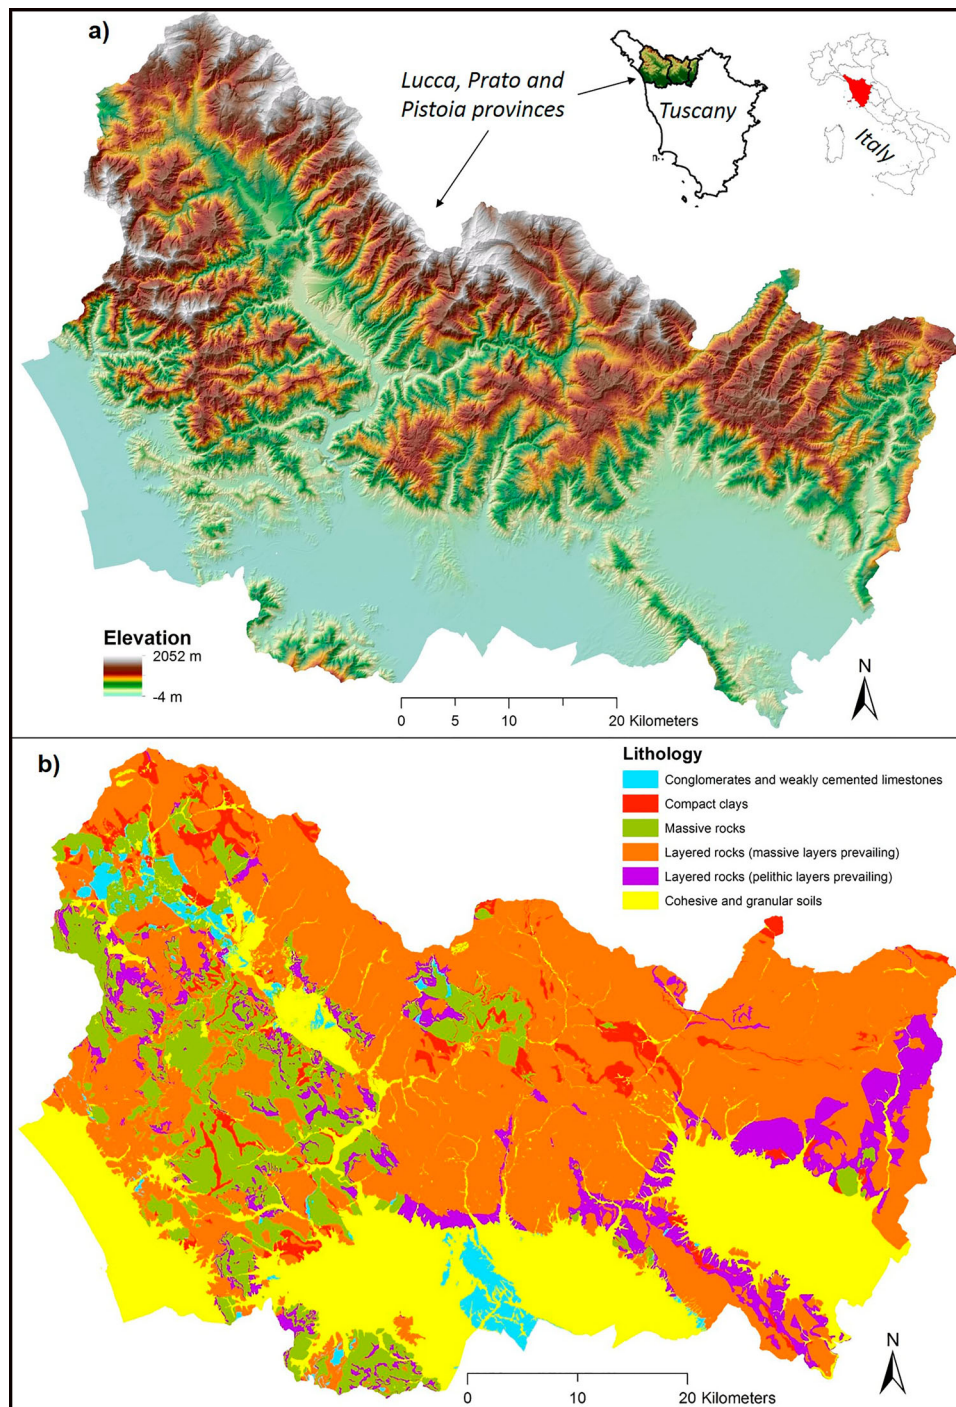 a)
Lucca, Prato and
Pistoia provinces
Tuscany
Italy
Elevation
2052 m
-4 m
0 5 10 20 Kilometers
N
b)
Lithology
Conglomerates and weakly cemented limestones
Compact clays
Massive rocks
Layered rocks (massive layers prevailing)
Layered rocks (pelithic layers prevailing)
Cohesive and granular soils
0 10 20 Kilometers
N